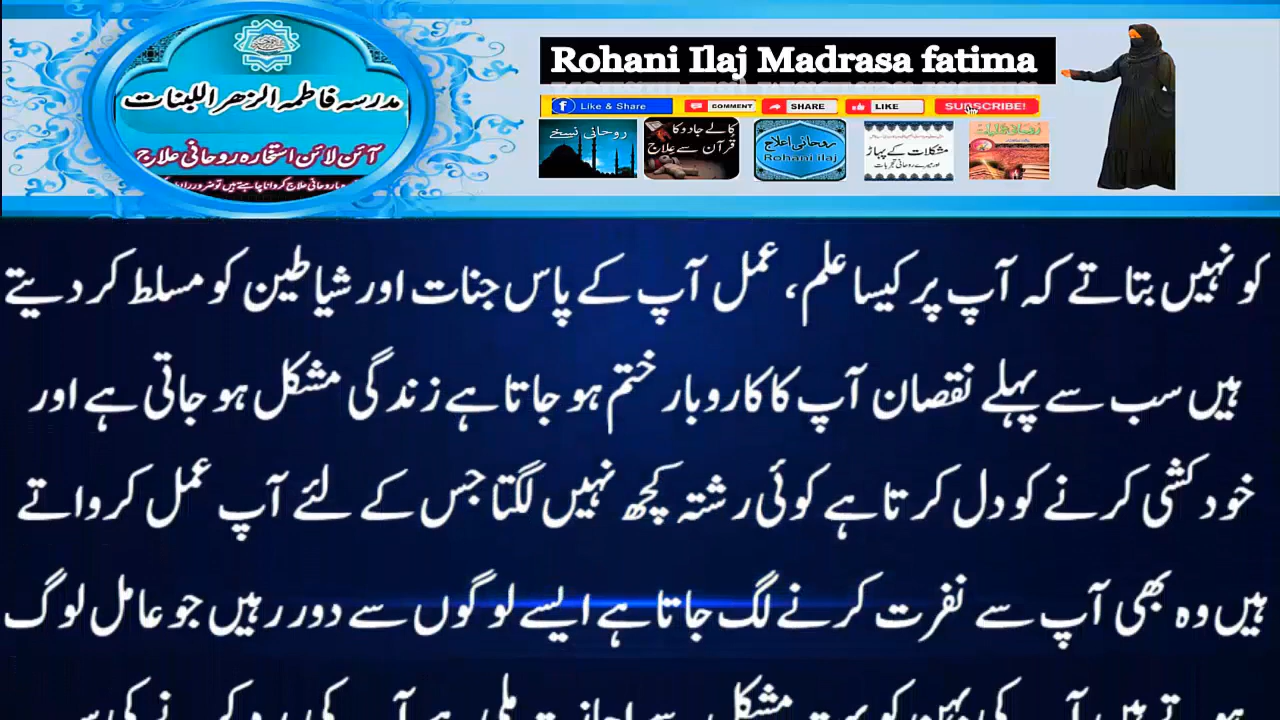 مدرسہ فاطمہ الزھرا للبنات
آئن لائن استخارہ روحانی علاج
Rohani Ilaj Madrasa fatima
Like & Share
COMMENT
SHARE
LIKE
SUBSCRIBE!
روحانی نسخے
کالے جادو کا
قرآن سے علاج
روحانی علاج
Rohani ilaj
مشکلات کے پہاڑ
کو نہیں بتاتے کہ آپ پر کیسا علم، عمل آپ کے پاس جنات اور شیاطین کو مسلط کر دیتے
ہیں سب سے پہلے نقصان آپ کا کاروبار ختم ہو جاتا ہے زندگی مشکل ہو جاتی ہے اور
خود کشی کرنے کو دل کرتا ہے کوئی رشتہ کچھ نہیں لگتا جس کے لئے آپ عمل کرواتے
ہیں وہ بھی آپ سے نفرت کرنے لگ جاتا ہے ایسے لوگوں سے دور رہیں جو عامل لوگ